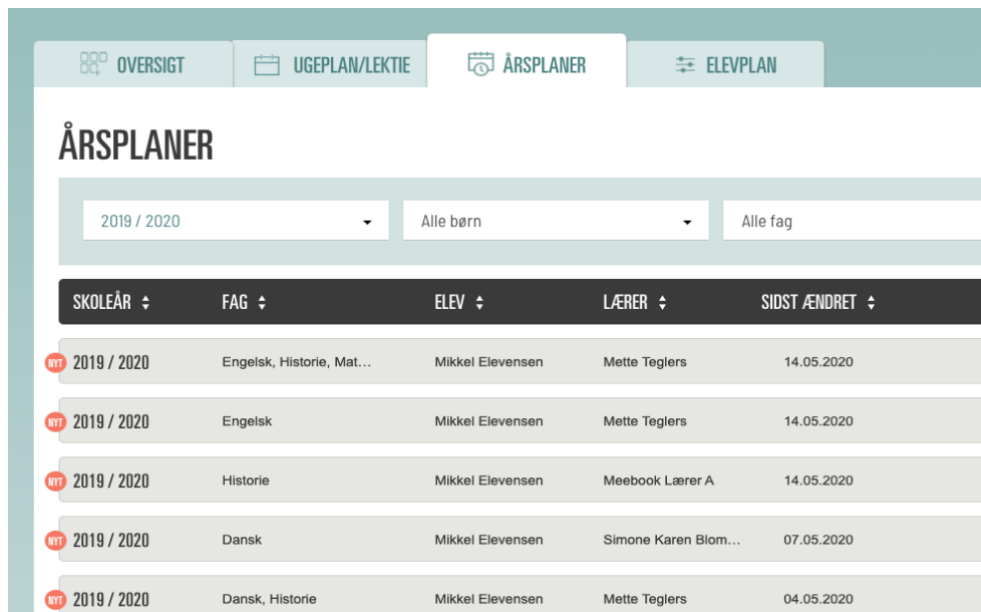 OVERSIGT UGEPLAN/LEKTIE ÅRSPLANER ELEVPLAN
ÅRSPLANER
2019 / 2020 Alle børn Alle fag
SKOLEÅR FAG ELEV LÆRER SIDST ÆNDRET
NYT 2019 / 2020 Engelsk, Historie, Mat... Mikkel Elevensen Mette Teglers 14.05.2020
NYT 2019 / 2020 Engelsk Mikkel Elevensen Mette Teglers 14.05.2020
NYT 2019 / 2020 Historie Mikkel Elevensen Meebook Lærer A 14.05.2020
NYT 2019 / 2020 Dansk Mikkel Elevensen Simone Karen Blom... 07.05.2020
NYT 2019 / 2020 Dansk, Historie Mikkel Elevensen Mette Teglers 04.05.2020